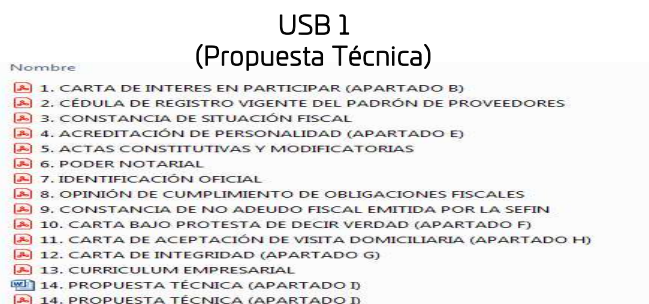 USB 1
(Propuesta Técnica)
Nombre
1. CARTA DE INTERES EN PARTICIPAR (APARTADO B)
2. CÉDULA DE REGISTRO VIGENTE DEL PADRÓN DE PROVEEDORES
3. CONSTANCIA DE SITUACIÓN FISCAL
4. ACREDITACIÓN DE PERSONALIDAD (APARTADO E)
5. ACTAS CONSTITUTIVAS Y MODIFICATORIAS
6. PODER NOTARIAL
7. IDENTIFICACIÓN OFICIAL
8. OPINIÓN DE CUMPLIMIENTO DE OBLIGACIONES FISCALES
9. CONSTANCIA DE NO ADEUDO FISCAL EMITIDA POR LA SEFIN
10. CARTA BAJO PROTESTA DE DECIR VERDAD (APARTADO F)
11. CARTA DE ACEPTACIÓN DE VISITA DOMICILIARIA (APARTADO H)
12. CARTA DE INTEGRIDAD (APARTADO G)
13. CURRICULUM EMPRESARIAL
14. PROPUESTA TÉCNICA (APARTADO I)
14. PROPUESTA TÉCNICA (APARTADO I)